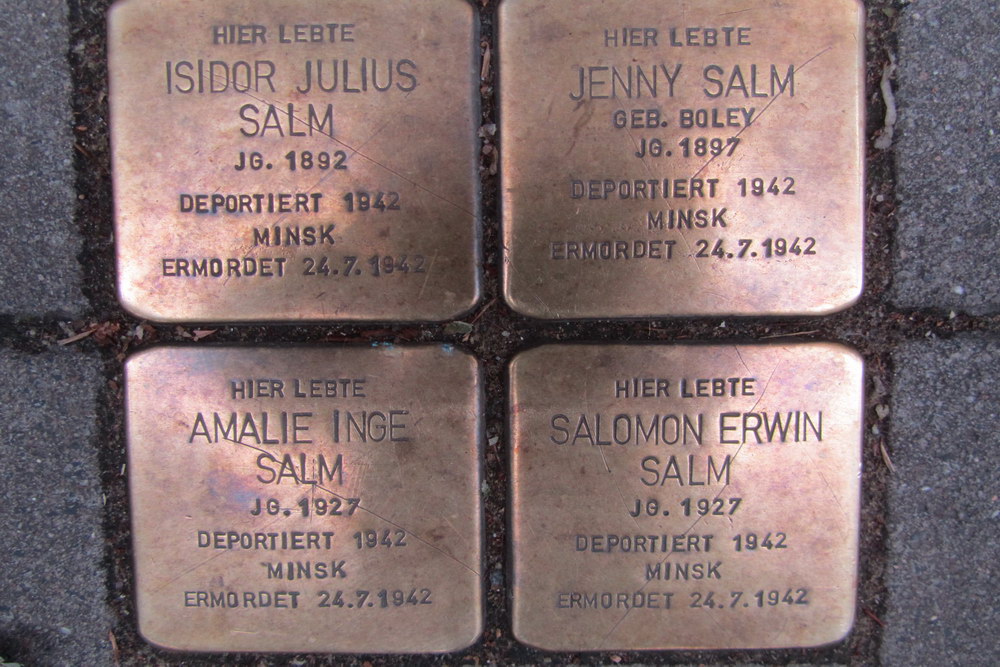 HIER LEBTE
ISIDOR JULIUS
SALM
JG. 1892
DEPORTIERT 1942
MINSK
ERMORDET 24.7.1942
HIER LEBTE
JENNY SALM
GEB. BOLEY
JG. 1897
DEPORTIERT 1942
MINSK
ERMORDET 24.7.1942
HIER LEBTE
AMALIE INGE
SALM
JG. 1927
DEPORTIERT 1942
MINSK
ERMORDET 24.7.1942
HIER LEBTE
SALOMON ERWIN
SALM
JG. 1927
DEPORTIERT 1942
MINSK
ERMORDET 24.7.1942